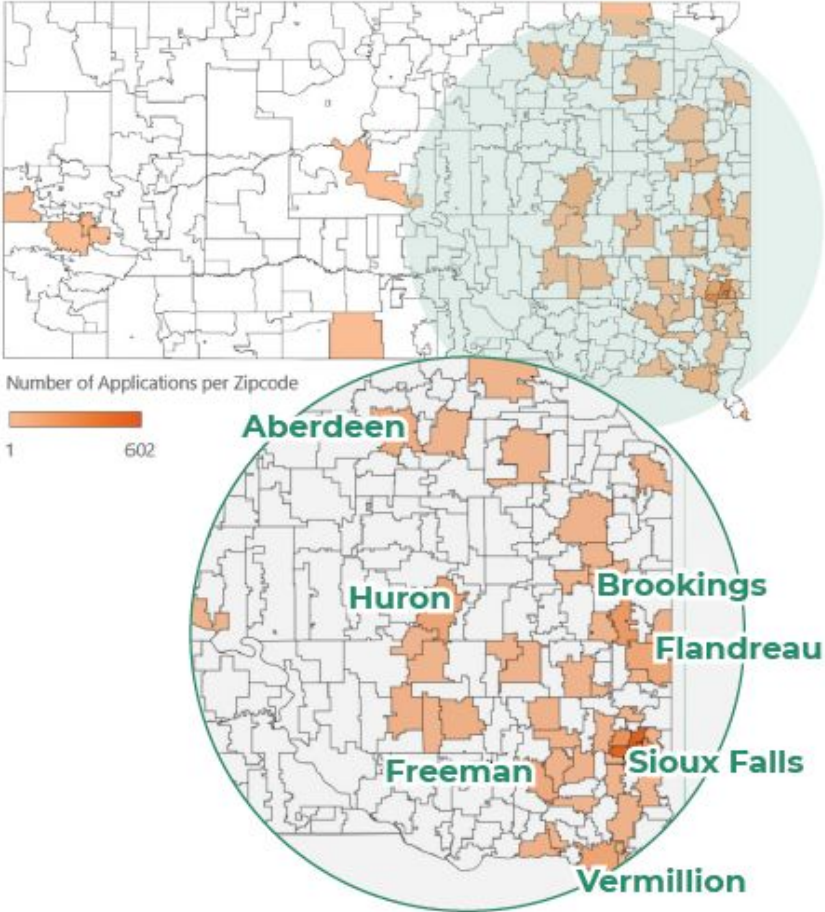 Number of Applications per Zipcode
1 602
Aberdeen
Huron
Brookings
Flandreau
Freeman
Sioux Falls
Vermillion